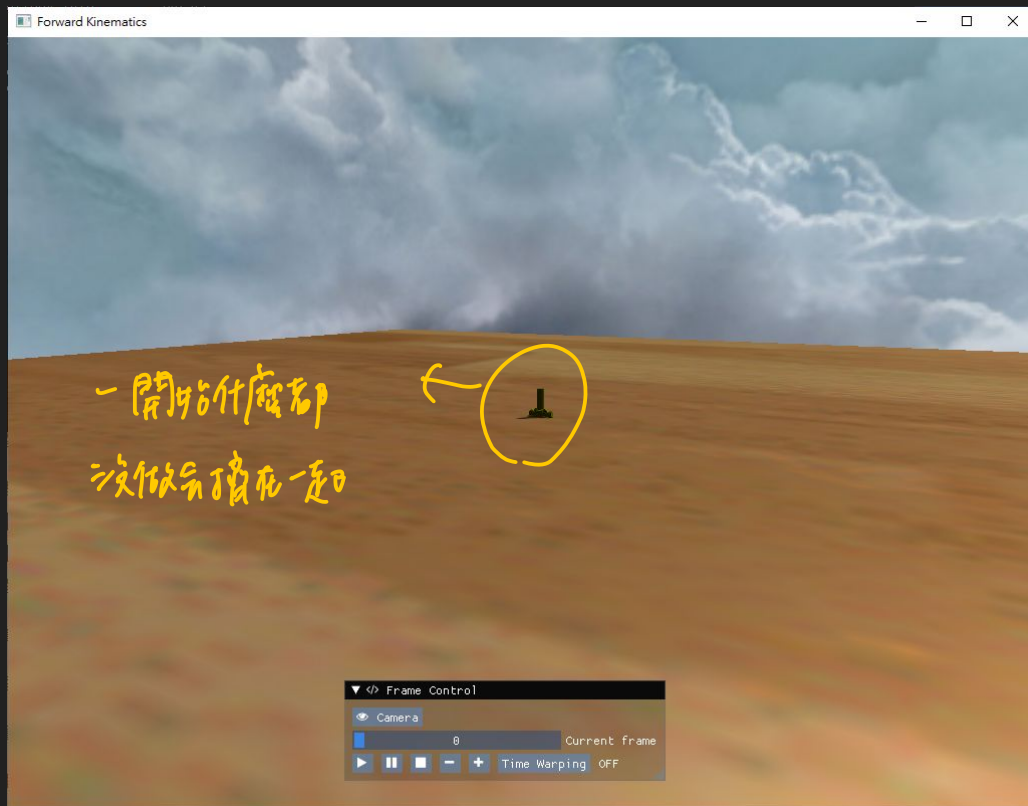 Forward Kinematics
一開始什麼都
沒做會擠在一起
Frame Control
Camera
0 Current frame
Time Warping OFF